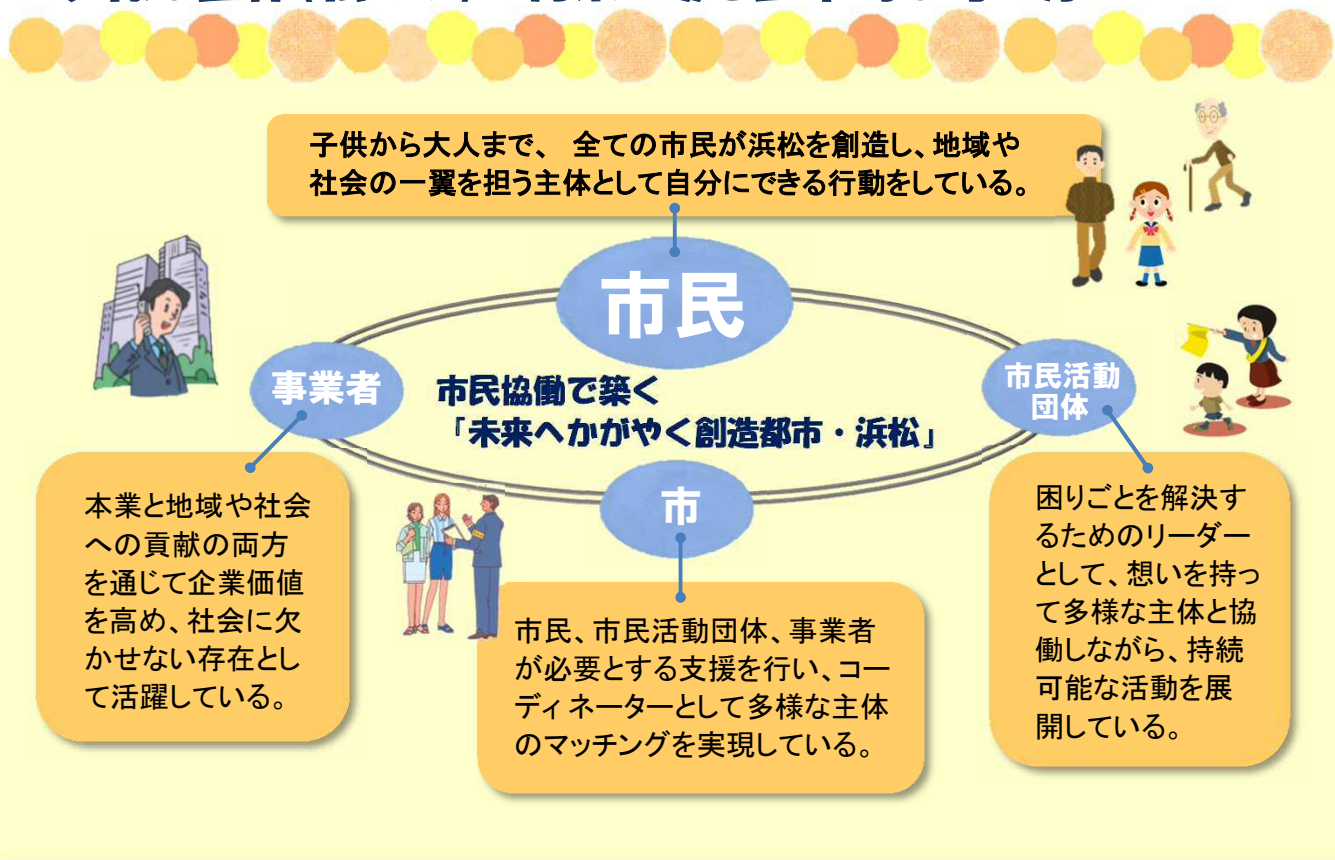 子供から大人まで、 全ての市民が浜松を創造し、地域や
社会の一翼を担う主体として自分にできる行動をしている。
市民
事業者
市民活動
団体
市民協働で築く
「未来へかがやく創造都市・浜松」
市
本業と地域や社会
への貢献の両方
を通じて企業価値
を高め、社会に欠
かせない存在とし
て活躍している。
市民、市民活動団体、事業者
が必要とする支援を行い、コー
ディネーターとして多様な主体
のマッチングを実現している。
困りごとを解決す
るためのリーダー
として、想いを持っ
て多様な主体と協
働しながら、持続
可能な活動を展
開している。